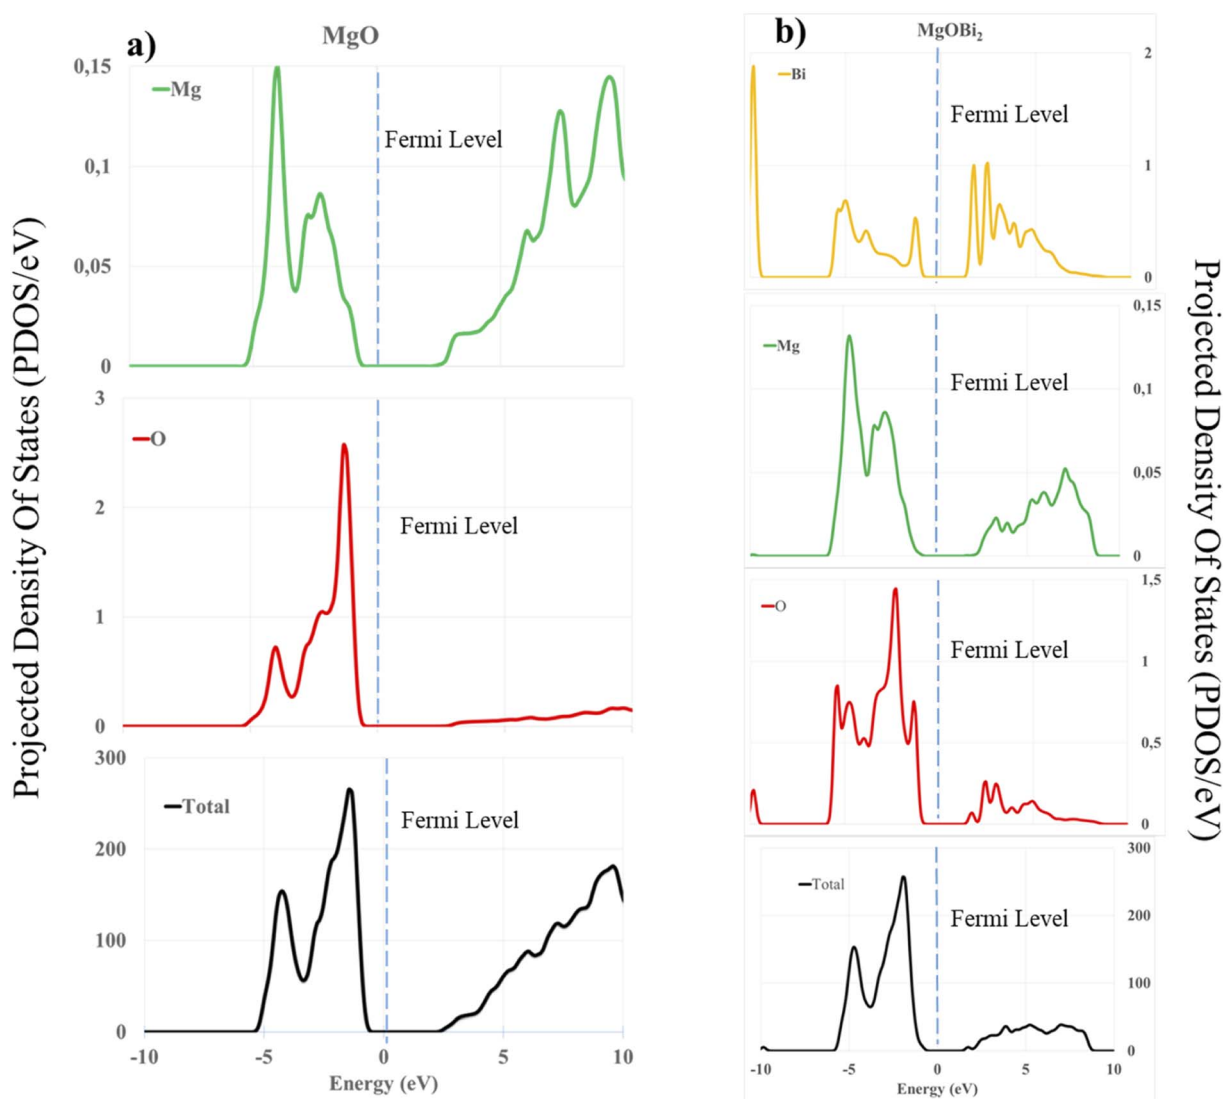 Projected Density Of States (PDOS/eV)
a)
MgO
0,15
Mg
Fermi Level
0,1
0,05
0
3
O
2
Fermi Level
1
0
300
Total
Fermi Level
200
100
0
-10 -5 0 5 10
Energy (eV)
b)
MgOBi₂
2
Bi
Fermi Level
1
0
0,15
Mg
Fermi Level
0,1
0,05
0
1,5
O
Fermi Level
1
0,5
0
300
Total
Fermi Level
200
100
0
-10 -5 0 5 10
Energy (eV)
Projected Density Of States (PDOS/eV)